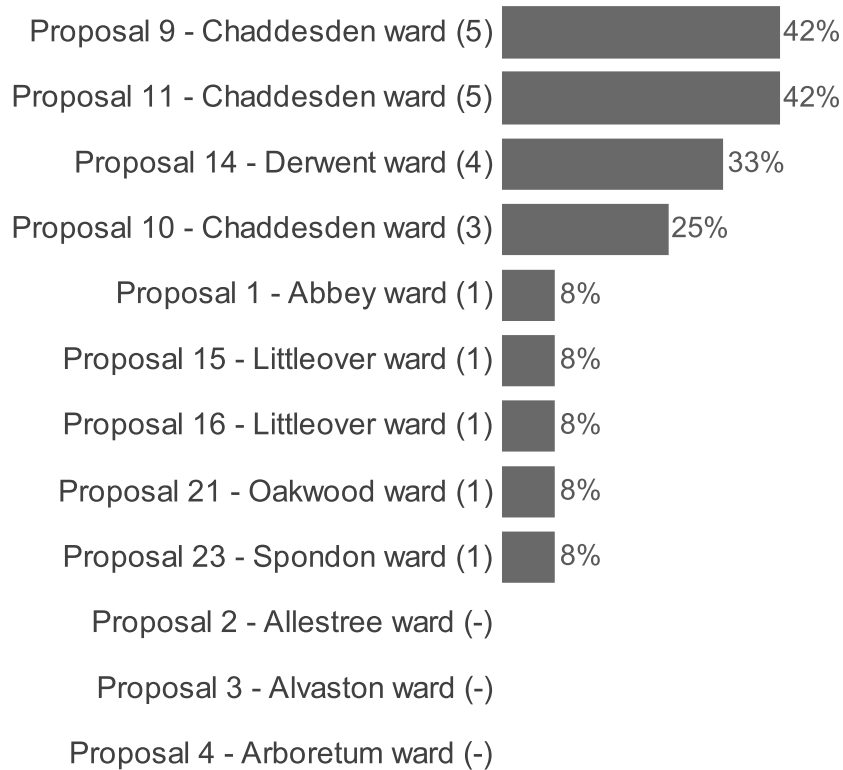 Proposal 9 - Chaddesden ward (5) 42%
Proposal 11 - Chaddesden ward (5) 42%
Proposal 14 - Derwent ward (4) 33%
Proposal 10 - Chaddesden ward (3) 25%
Proposal 1 - Abbey ward (1) 8%
Proposal 15 - Littleover ward (1) 8%
Proposal 16 - Littleover ward (1) 8%
Proposal 21 - Oakwood ward (1) 8%
Proposal 23 - Spondon ward (1) 8%
Proposal 2 - Allestree ward (-)
Proposal 3 - Alvaston ward (-)
Proposal 4 - Arboretum ward (-)